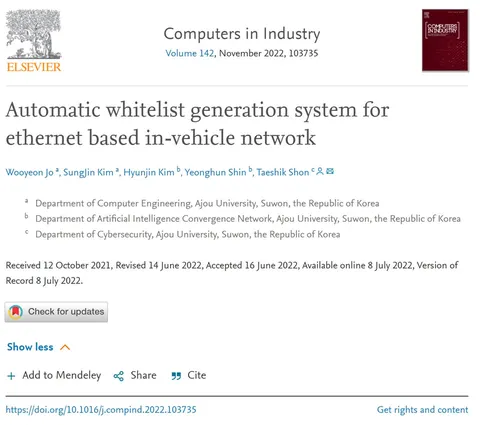 Computers in Industry
Volume 142, November 2022, 103735
ELSEVIER
COMPUTERS IN INDUSTRY
Automatic whitelist generation system for
ethernet based in-vehicle network
Wooyeon Jo a, SungJin Kim a, Hyunjin Kim b, Yeonghun Shin b, Taeshik Shon c
a Department of Computer Engineering, Ajou University, Suwon, the Republic of Korea
b Department of Artificial Intelligence Convergence Network, Ajou University, Suwon, the Republic of Korea
c Department of Cybersecurity, Ajou University, Suwon, the Republic of Korea
Received 12 October 2021, Revised 14 June 2022, Accepted 16 June 2022, Available online 8 July 2022, Version of
Record 8 July 2022.
Check for updates
Show less
Add to Mendeley Share Cite
https://doi.org/10.1016/j.compind.2022.103735 Get rights and content